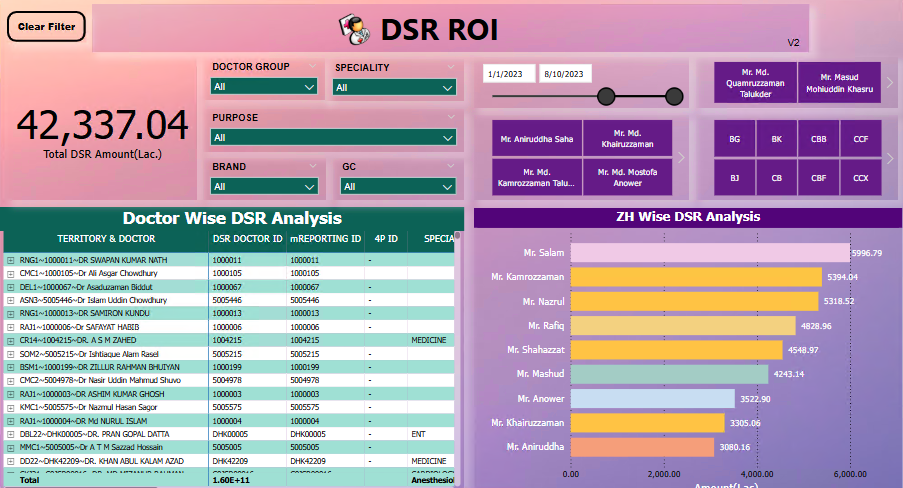 Clear Filter
DSR ROI
V2
42,337.04
Total DSR Amount(Lac.)
DOCTOR GROUP
All
SPECIALITY
All
PURPOSE
All
BRAND
All
GC
All
1/1/2023
8/10/2023
Mr. Md.
Quamruzzaman
Talukder
Mr. Masud
Mohiuddin Khasru
Mr. Aniruddha Saha
Mr. Md.
Khairuzzaman
Mr. Md.
Kamrozzaman Talu...
Mr. Md. Mostofa
Anower
BG
BK
CBB
CCF
BJ
CB
CBF
CCX
Doctor Wise DSR Analysis
TERRITORY & DOCTOR DSR DOCTOR ID mREPORTING ID 4P ID SPECIA
RNG1~1000011~DR SWAPAN KUMAR NATH 1000011 1000011 -
CMC1~1000105~Dr Ali Asgar Chowdhury 1000105 1000105 -
DEL1~1000067~Dr Asaduzaman Biddut 1000067 1000067 -
ASN3~5005446~Dr Islam Uddin Chowdhury 5005446 5005446 -
RNG1~1000013~DR SAMIRON KUNDU 1000013 1000013 -
RAJ1~1000006~Dr SAFAYAT HABIB 1000006 1000006 -
CR14~1004215~DR. A S M ZAHED 1004215 1004215 MEDICINE
SOM2~5005215~Dr Ishtiaque Alam Rasel 5005215 5005215 -
BSM1~1000199~DR ZILLUR RAHMAN BHUIYAN 1000199 1000199 -
CMC2~5004978~Dr Nasir Uddin Mahmud Shuvo 5004978 5004978 -
RAJ1~1000003~DR ASHIM KUMAR GHOSH 1000003 1000003 -
KMC1~5005575~Dr Nazmul Hasan Sagor 5005575 5005575 -
RAJ1~1000004~DR Md NURUL ISLAM 1000004 1000004 -
DBL22~DHK00005~DR. PRAN GOPAL DATTA DHK00005 DHK00005 - ENT
MMC1~5005005~Dr A T M Sazzad Hossain 5005005 5005005 -
DD22~DHK42209~DR. KHAN ABUL KALAM AZAD DHK42209 DHK42209 - MEDICINE
Total 1.60E+11 Anesthesiol
ZH Wise DSR Analysis
Mr. Salam 5996.79
Mr. Kamrozzaman 5394.04
Mr. Nazrul 5318.52
Mr. Rafiq 4828.96
Mr. Shahazzat 4548.97
Mr. Mashud 4243.14
Mr. Anower 3522.90
Mr. Khairuzzaman 3305.06
Mr. Aniruddha 3080.16
0.00 2,000.00 4,000.00 6,000.00
Amount(Lac)